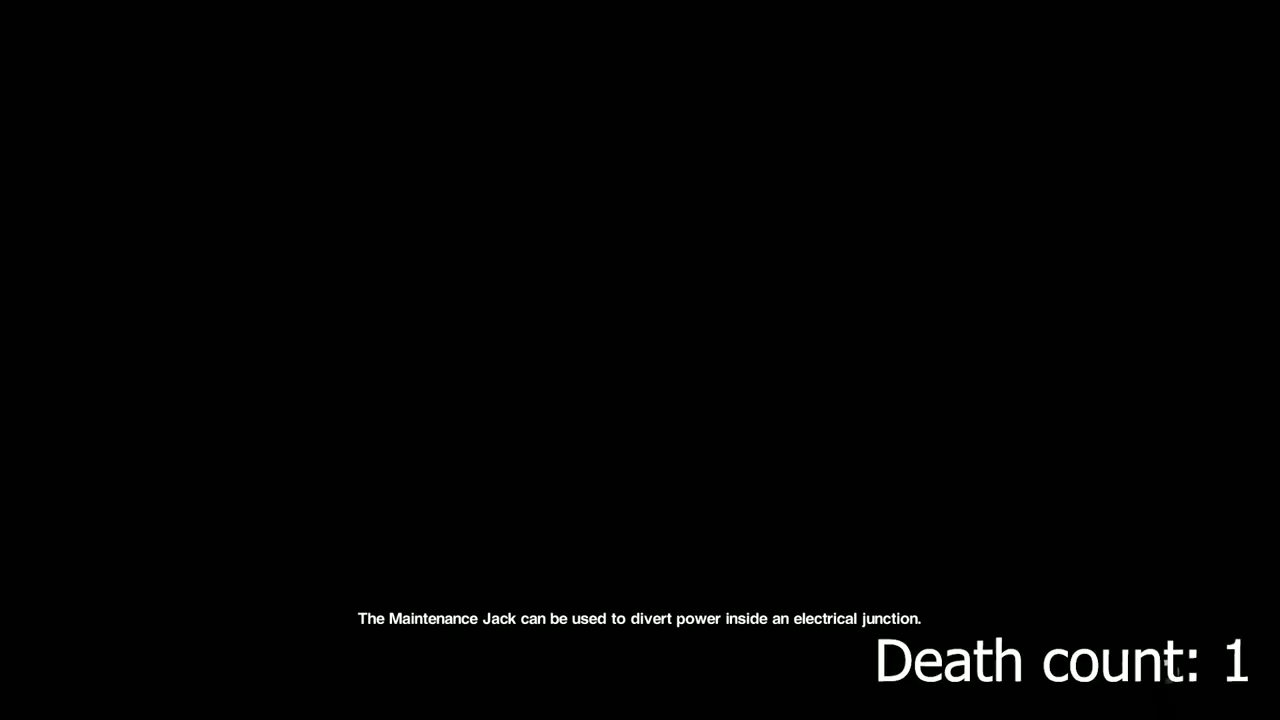 The Maintenance Jack can be used to divert power inside an electrical junction.
Death count: 1